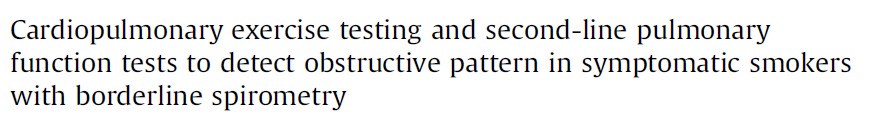 Cardiopulmonary exercise testing and second-line pulmonary
function tests to detect obstructive pattern in symptomatic smokers
with borderline spirometry